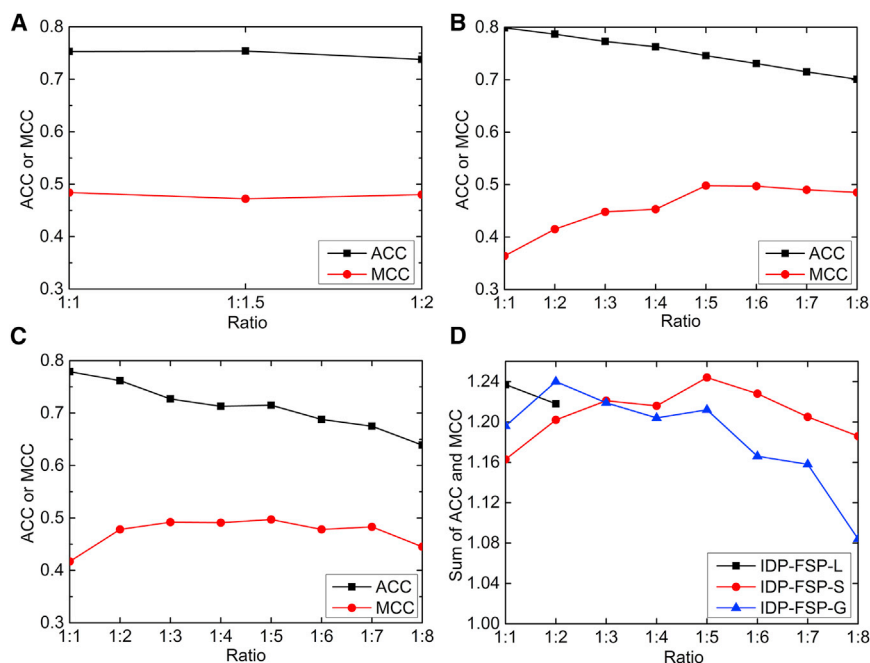 A
0.8
0.7
0.6
0.5
0.4
0.3
ACC or MCC
ACC
MCC
1:1
1:1.5
1:2
Ratio
B
0.8
0.7
0.6
0.5
0.4
0.3
ACC or MCC
ACC
MCC
1:1
1:2
1:3
1:4
1:5
1:6
1:7
1:8
Ratio
C
0.8
0.7
0.6
0.5
0.4
0.3
ACC or MCC
ACC
MCC
1:1
1:2
1:3
1:4
1:5
1:6
1:7
1:8
Ratio
D
1.24
1.20
1.16
1.12
1.08
1.04
1.00
Sum of ACC and MCC
IDP-FSP-L
IDP-FSP-S
IDP-FSP-G
1:1
1:2
1:3
1:4
1:5
1:6
1:7
1:8
Ratio